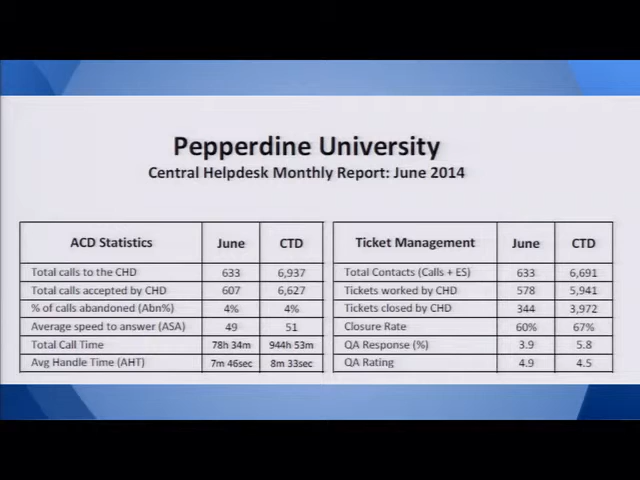 Pepperdine University
Central Helpdesk Monthly Report: June 2014
ACD Statistics June CTD
Total calls to the CHD 633 6,937
Total calls accepted by CHD 607 6,627
% of calls abandoned (Abn%) 4% 4%
Average speed to answer (ASA) 49 51
Total Call Time 78h 34m 944h 53m
Avg Handle Time (AHT) 7m 46sec 8m 33sec
Ticket Management June CTD
Total Contacts (Calls + ES) 633 6,691
Tickets worked by CHD 578 5,941
Tickets closed by CHD 344 3,972
Closure Rate 60% 67%
QA Response (%) 3.9 5.8
QA Rating 4.9 4.5